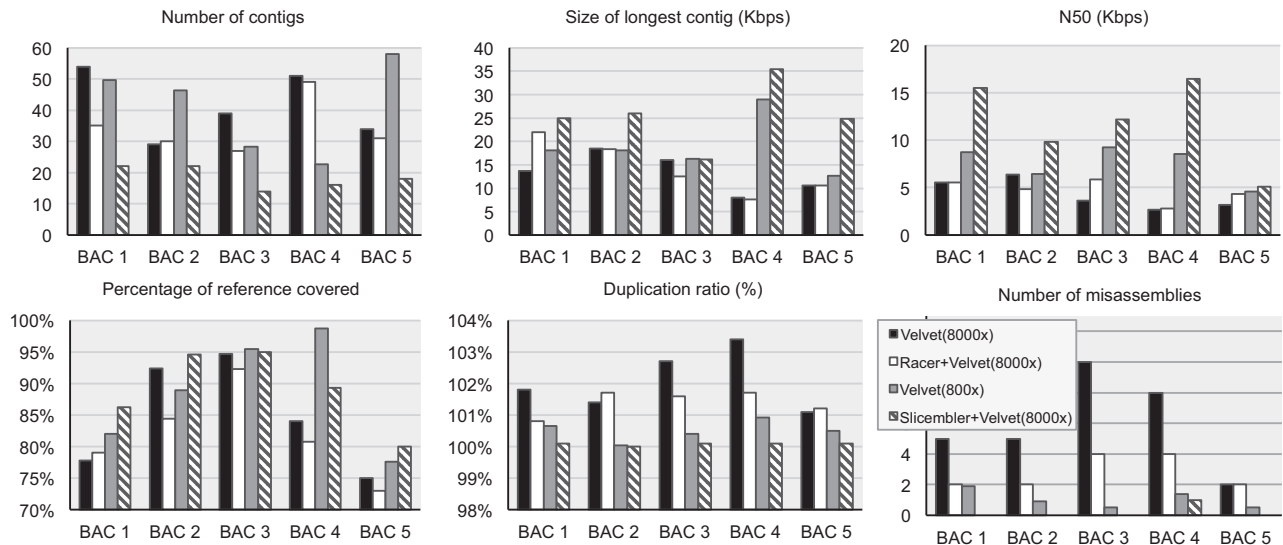 Number of contigs
60
50
40
30
20
10
0
BAC 1 BAC 2 BAC 3 BAC 4 BAC 5
Size of longest contig (Kbps)
40
35
30
25
20
15
10
5
0
BAC 1 BAC 2 BAC 3 BAC 4 BAC 5
N50 (Kbps)
20
15
10
5
0
BAC 1 BAC 2 BAC 3 BAC 4 BAC 5
Percentage of reference covered
100%
95%
90%
85%
80%
75%
70%
BAC 1 BAC 2 BAC 3 BAC 4 BAC 5
Duplication ratio (%)
104%
103%
102%
101%
100%
99%
98%
BAC 1 BAC 2 BAC 3 BAC 4 BAC 5
Number of misassemblies
Velvet(8000x)
Racer+Velvet(8000x)
Velvet(800x)
Slicembler+Velvet(8000x)
4
2
0
BAC 1 BAC 2 BAC 3 BAC 4 BAC 5